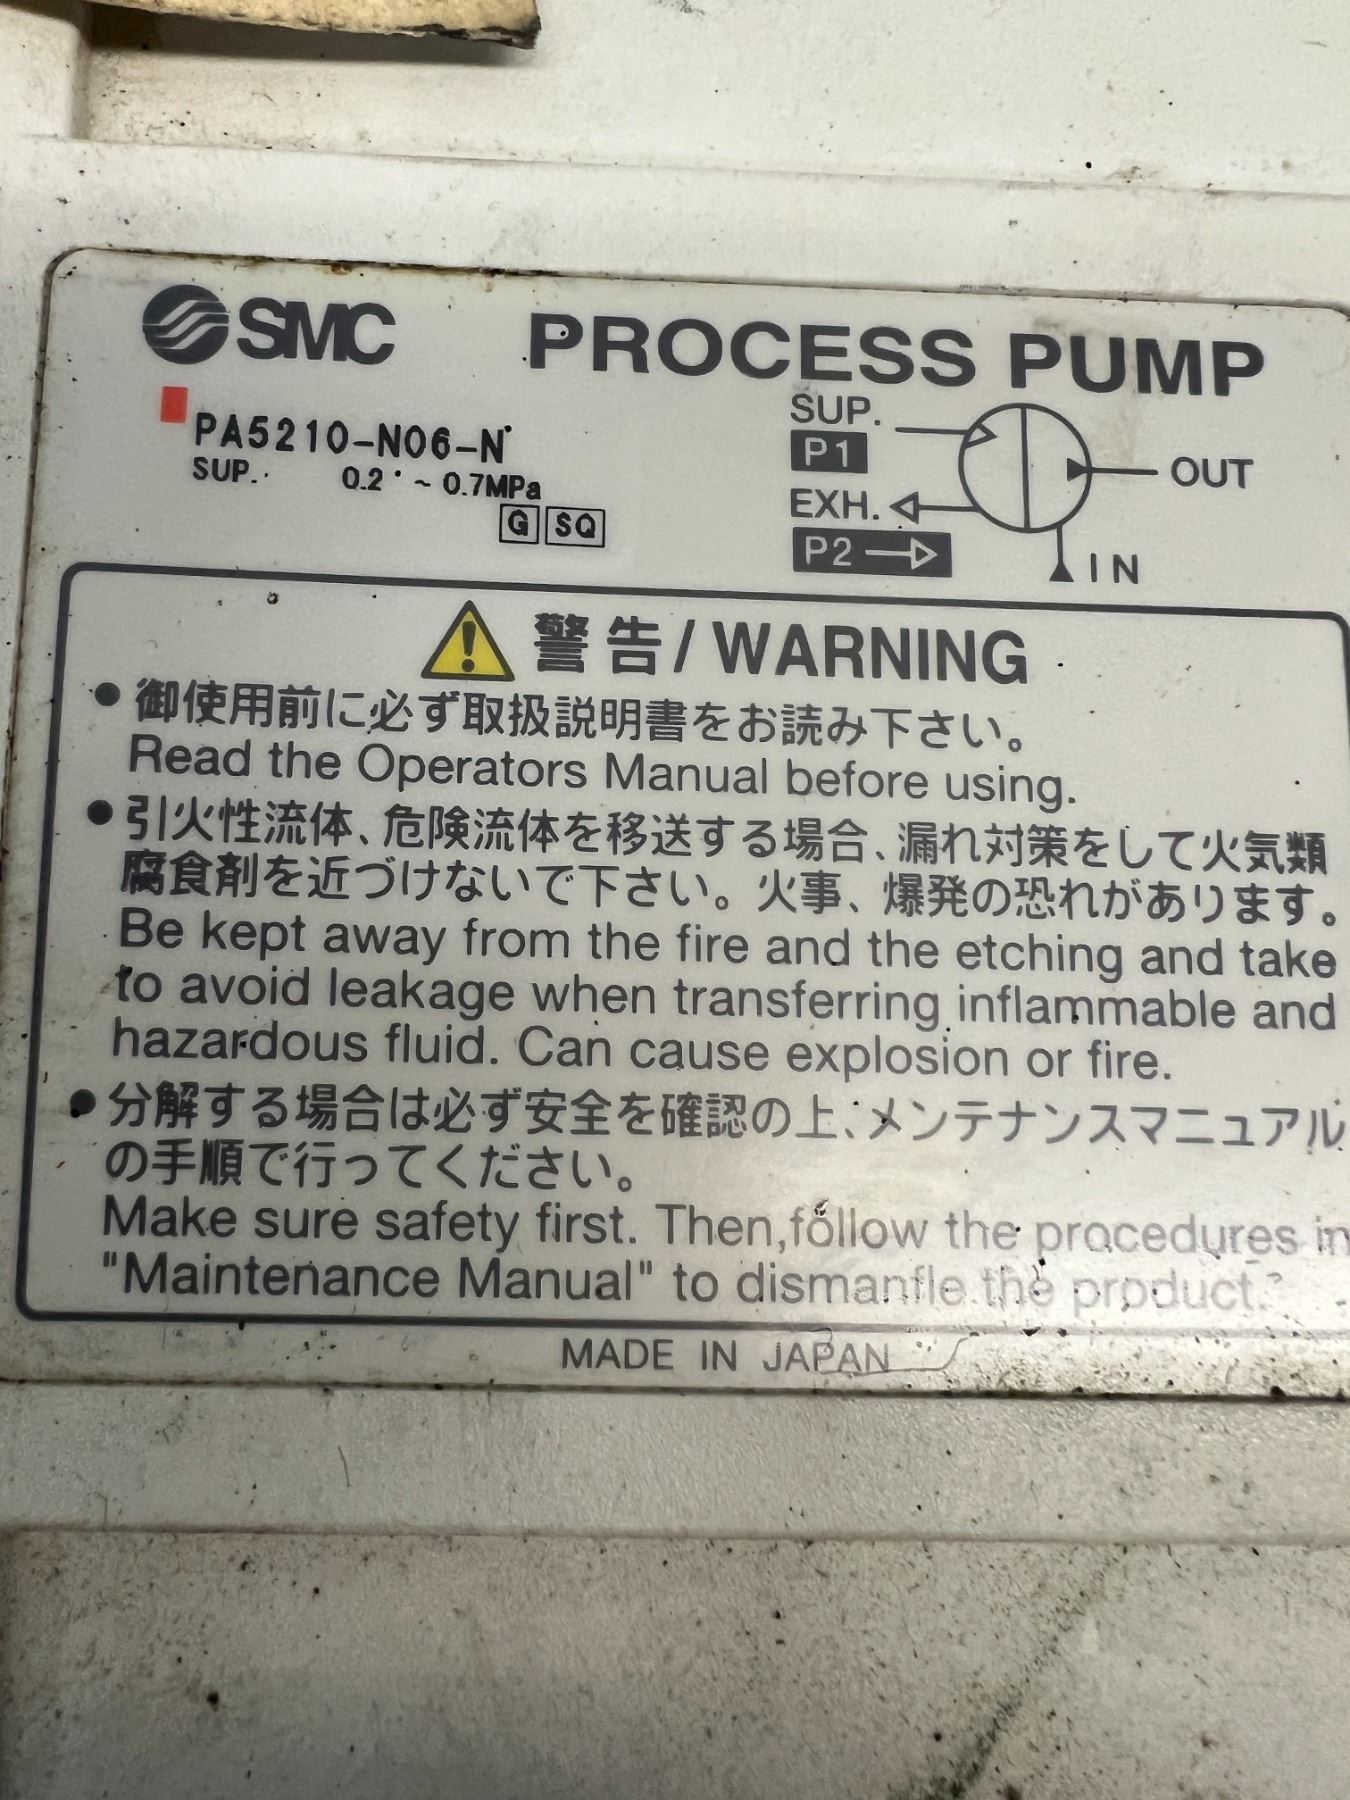 SMC PROCESS PUMP
PA5210-N06-N
SUP. 0.2 ~ 0.7MPa
G SQ
SUP.
P1
EXH.
P2
OUT
IN
警告/WARNING
● 御使用前に必ず取扱説明書をお読み下さい。
Read the Operators Manual before using.
● 引火性流体、危険流体を移送する場合、漏れ対策をして火気類
腐食剤を近づけないで下さい。火事、爆発の恐れがあります。
Be kept away from the fire and the etching and take
to avoid leakage when transferring inflammable and
hazardous fluid. Can cause explosion or fire.
● 分解する場合は必ず安全を確認の上、メンテナンスマニュアル
の手順で行ってください。
Make sure safety first. Then,follow the procedures in
"Maintenance Manual" to dismantle the product.
MADE IN JAPAN